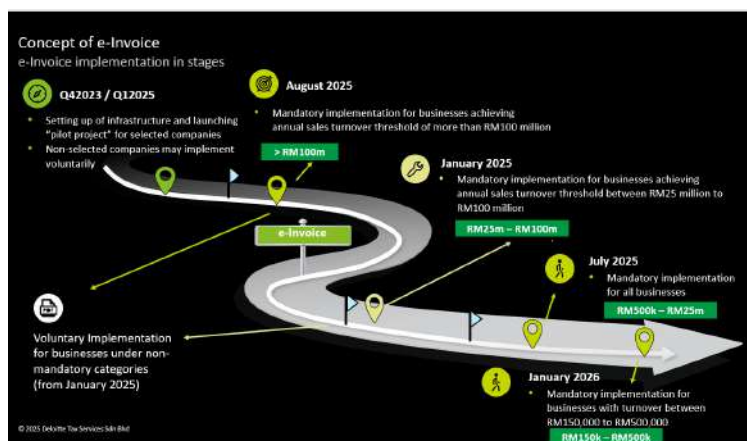 Concept of e-Invoice
e-Invoice implementation in stages
Q42023 / Q12025
• Setting up of infrastructure and launching
"pilot project" for selected companies
• Non-selected companies may implement
voluntarily
August 2025
• Mandatory implementation for businesses achieving
annual sales turnover threshold of more than RM100 million
> RM100m
January 2025
• Mandatory implementation for businesses achieving
annual sales turnover threshold between RM25 million to
RM100 million
RM25m – RM100m
e-Invoice
July 2025
• Mandatory implementation
for all businesses
RM500k – RM25m
Voluntary Implementation
for businesses under non-
mandatory categories
(from January 2025)
January 2026
• Mandatory implementation for
businesses with turnover between
RM150,000 to RM500,000
RM150k – RM500k
© 2025 Deloitte Tax Services Sdn Bhd